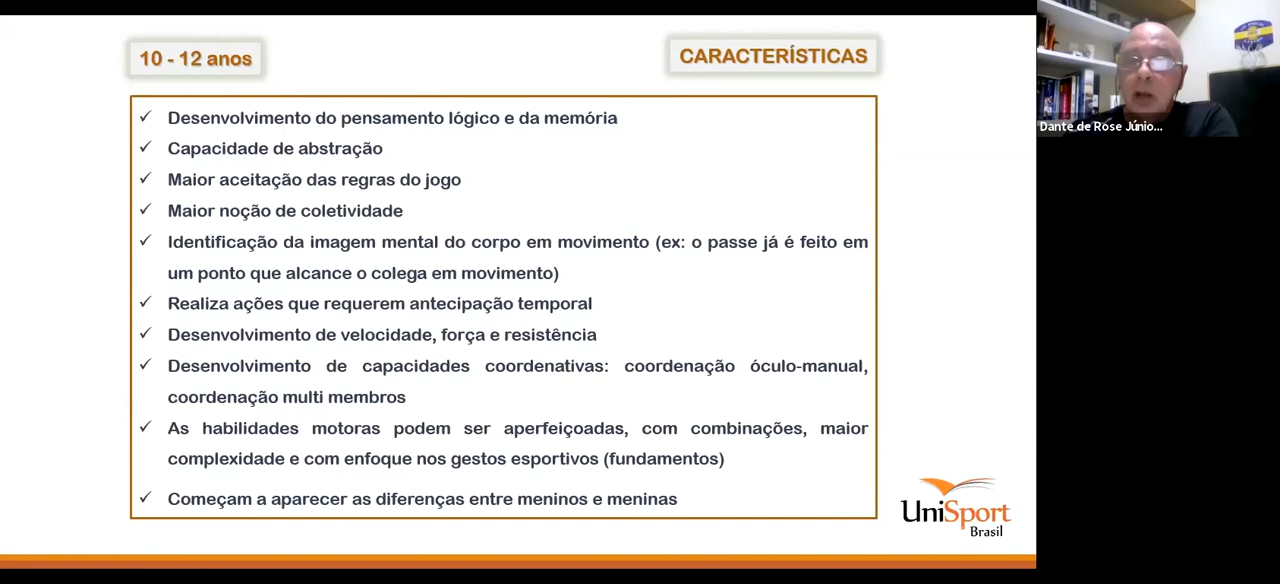 10 - 12 anos
CARACTERÍSTICAS
Desenvolvimento do pensamento lógico e da memória
Capacidade de abstração
Maior aceitação das regras do jogo
Maior noção de coletividade
Identificação da imagem mental do corpo em movimento (ex: o passe já é feito em
um ponto que alcance o colega em movimento)
Realiza ações que requerem antecipação temporal
Desenvolvimento de velocidade, força e resistência
Desenvolvimento de capacidades coordenativas: coordenação óculo-manual,
coordenação multi membros
As habilidades motoras podem ser aperfeiçoadas, com combinações, maior
complexidade e com enfoque nos gestos esportivos (fundamentos)
Começam a aparecer as diferenças entre meninos e meninas
UniSport
Brasil
Dante de Rose Júnio...